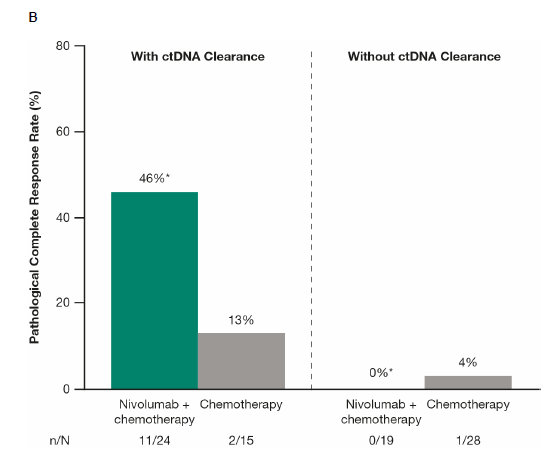 B
With ctDNA Clearance
Without ctDNA Clearance
Pathological Complete Response Rate (%)
80
60
40
20
0
46%*
13%
0%*
4%
Nivolumab +
chemotherapy
Chemotherapy
Nivolumab +
chemotherapy
Chemotherapy
n/N
11/24
2/15
0/19
1/28